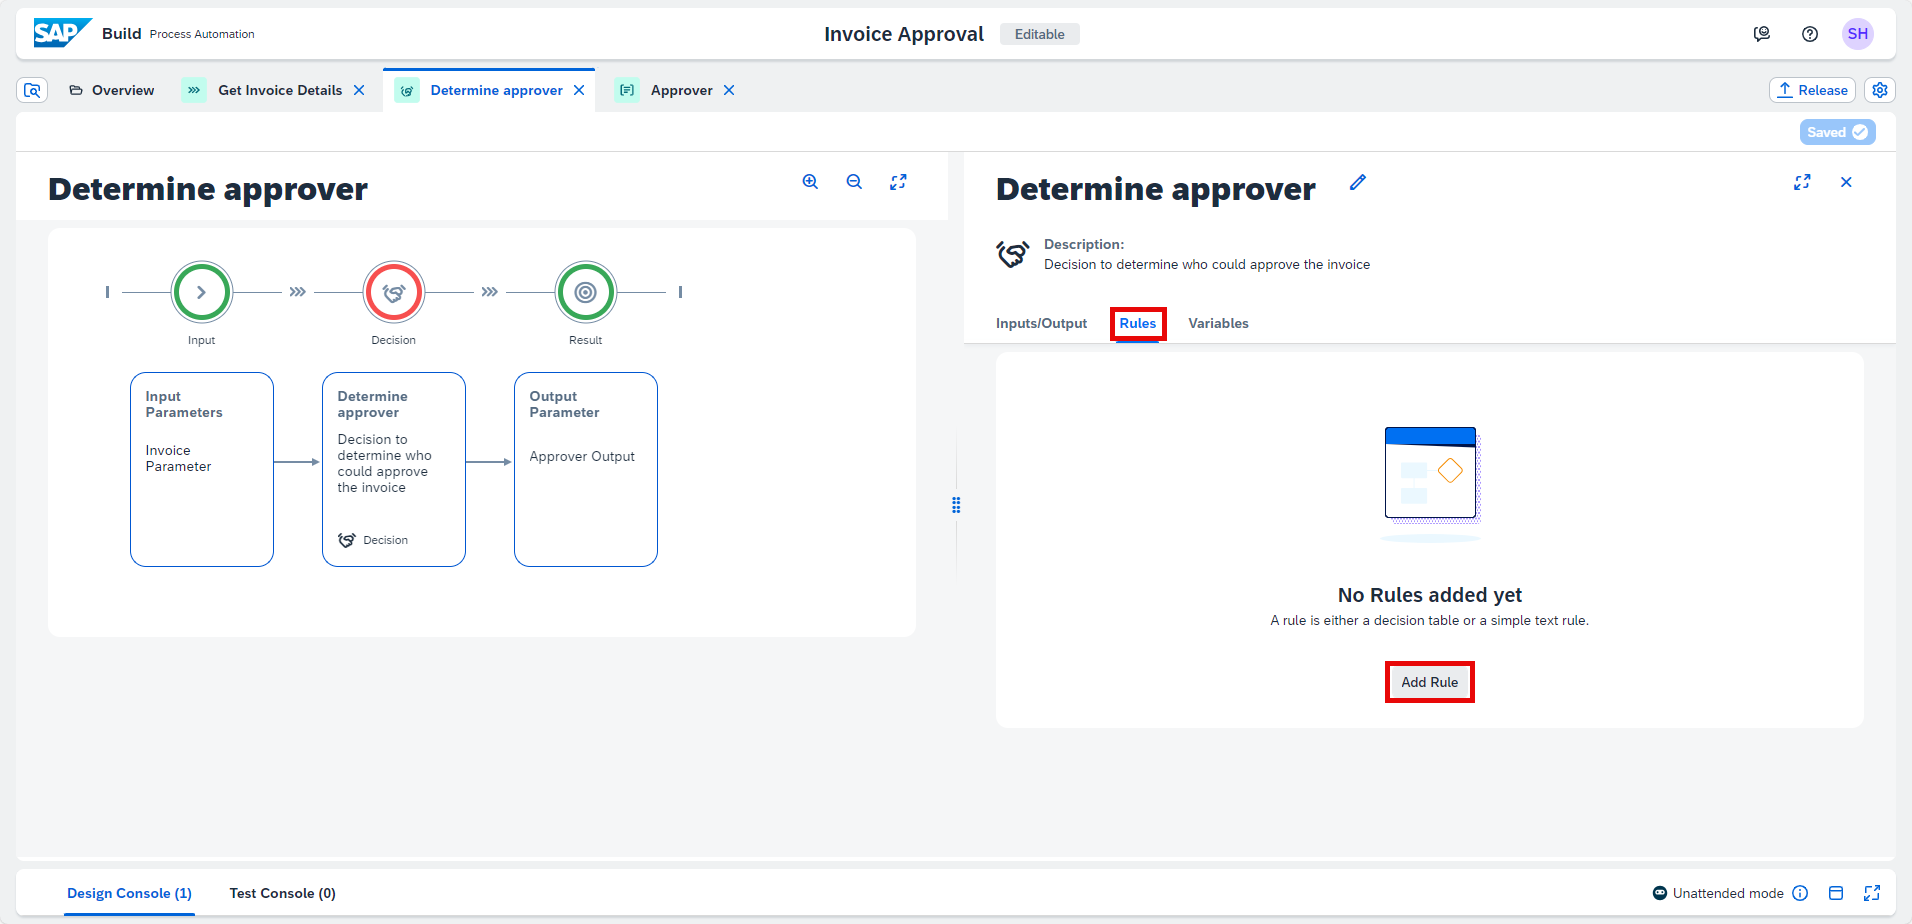 SAP Build Process Automation
Invoice Approval Editable
SH
Overview
Get Invoice Details
Determine approver
Approver
Release
Saved
Determine approver
Input
Decision
Result
Input
Parameters
Invoice
Parameter
Determine
approver
Decision to
determine who
could approve
the invoice
Decision
Output
Parameter
Approver Output
Determine approver
Description:
Decision to determine who could approve the invoice
Inputs/Output Rules Variables
No Rules added yet
A rule is either a decision table or a simple text rule.
Add Rule
Design Console (1) Test Console (0)
Unattended mode